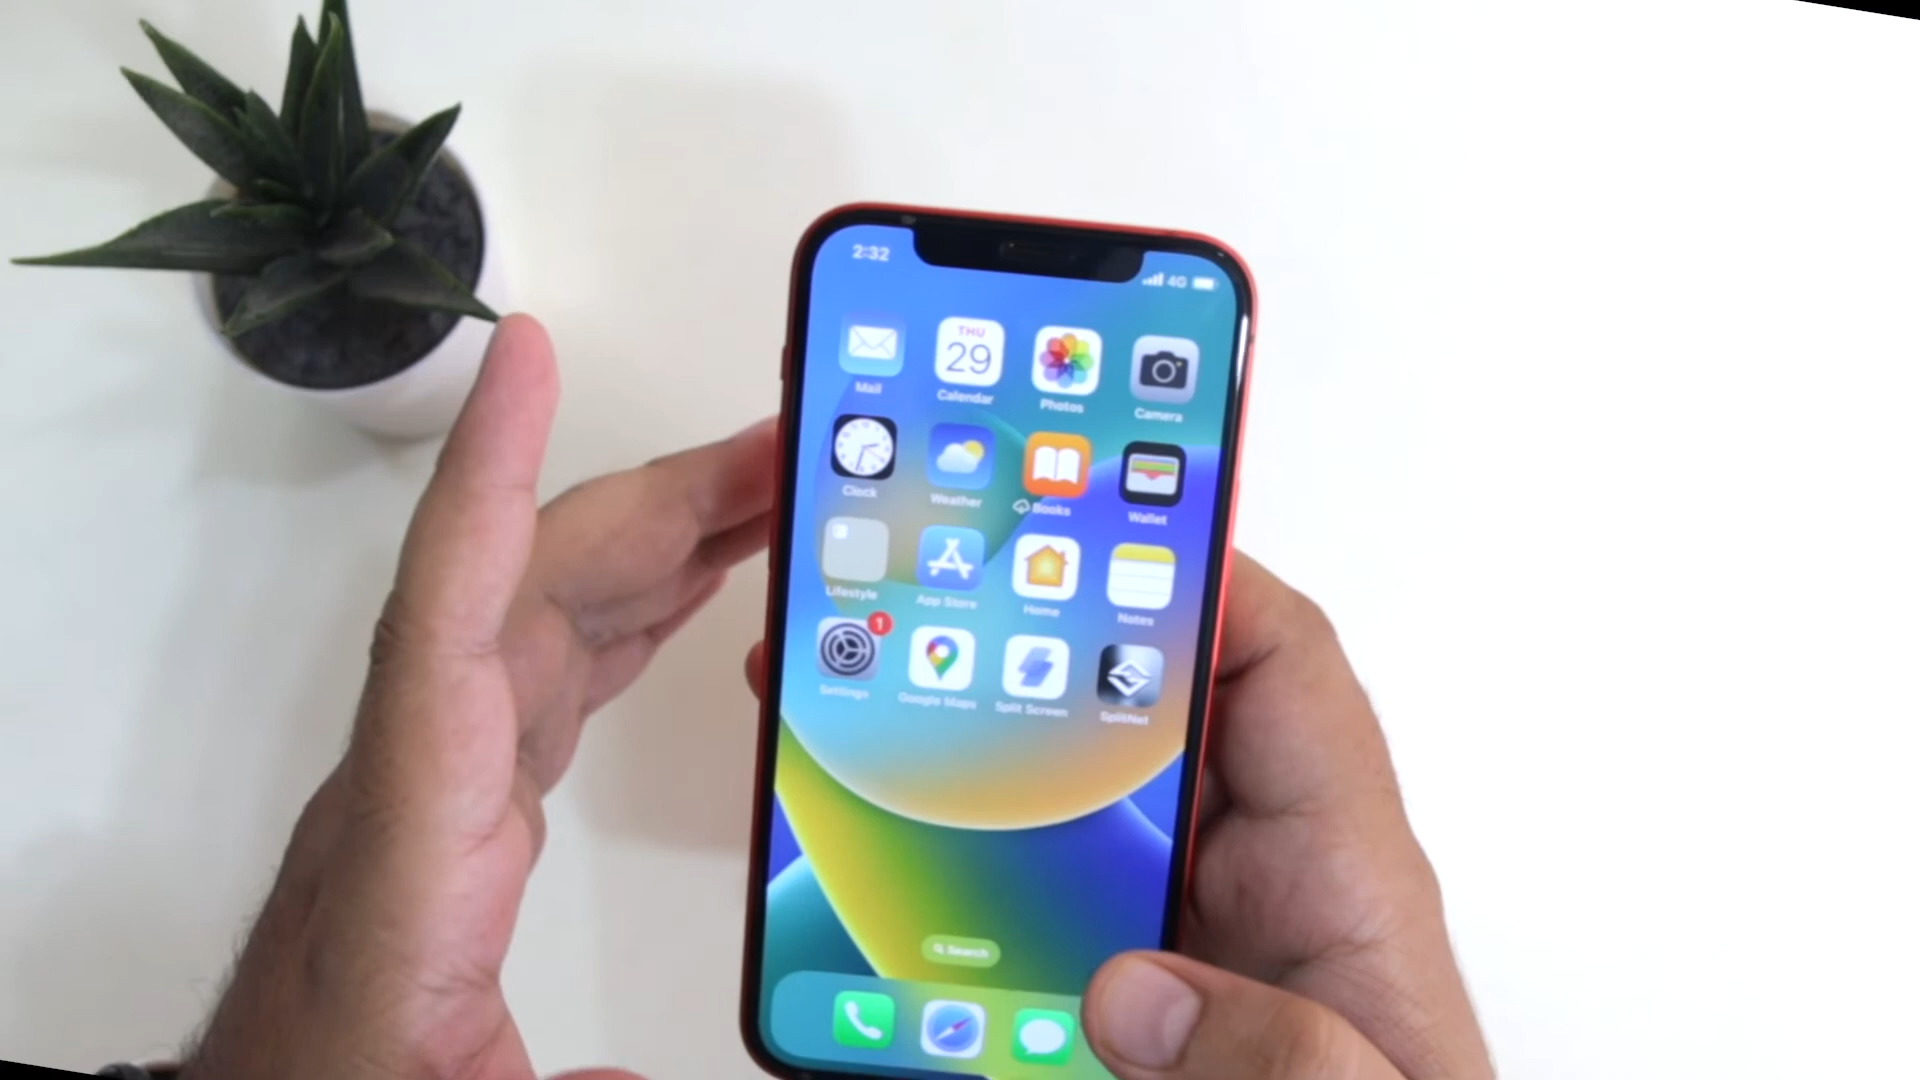 2:32
4G
THU
29
Mail
Calendar
Photos
Camera
Clock
Weather
Books
Wallet
Lifestyle
App Store
Home
Notes
1
Settings
Google Maps
Split Screen
SplitNet
Search